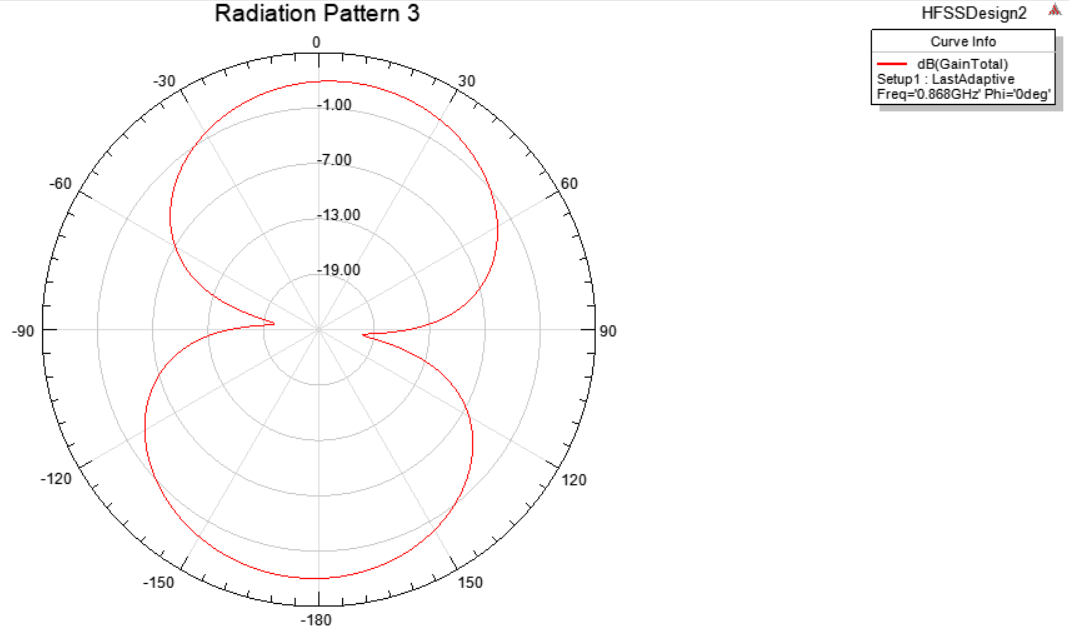 Radiation Pattern 3
HFSSDesign2
Curve Info
dB(GainTotal)
Setup1 : LastAdaptive
Freq='0.868GHz' Phi='0deg'
0
-30
30
-1.00
-60
-7.00
60
-13.00
-19.00
-90
90
-120
120
-150
150
-180